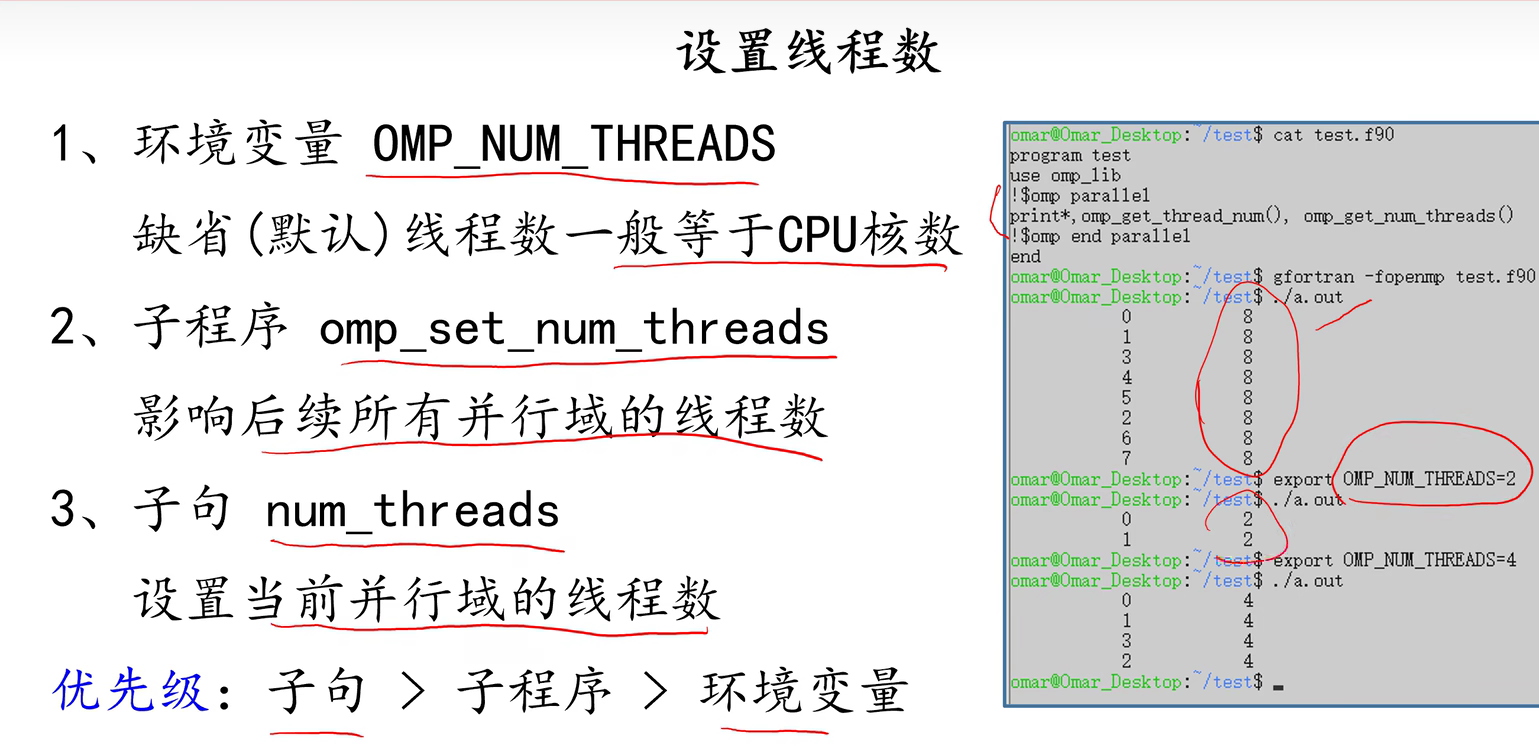 设置线程数
1、环境变量 OMP_NUM_THREADS
缺省(默认)线程数一般等于CPU核数
2、子程序 omp_set_num_threads
影响后续所有并行域的线程数
3、子句 num_threads
设置当前并行域的线程数
优先级：子句 > 子程序 > 环境变量
omar@Omar_Desktop:~/test$ cat test.f90
program test
use omp_lib
!$omp parallel
print*,omp_get_thread_num(), omp_get_num_threads()
!$omp end parallel
end
omar@Omar_Desktop:~/test$ gfortran -fopenmp test.f90
omar@Omar_Desktop:~/test$ ./a.out
0 8
1 8
3 8
4 8
5 8
2 8
6 8
7 8
omar@Omar_Desktop:~/test$ export OMP_NUM_THREADS=2
omar@Omar_Desktop:~/test$ ./a.out
0 2
1 2
omar@Omar_Desktop:~/test$ export OMP_NUM_THREADS=4
omar@Omar_Desktop:~/test$ ./a.out
0 4
1 4
3 4
2 4
omar@Omar_Desktop:~/test$